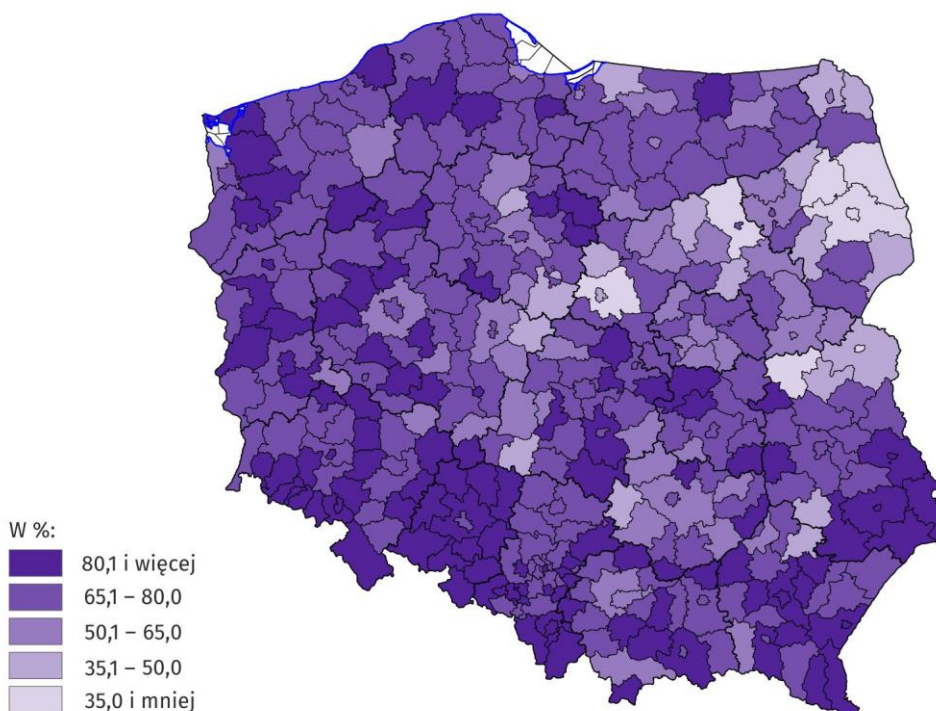 W %:
80,1 i więcej
65,1 – 80,0
50,1 – 65,0
35,1 – 50,0
35,0 i mniej